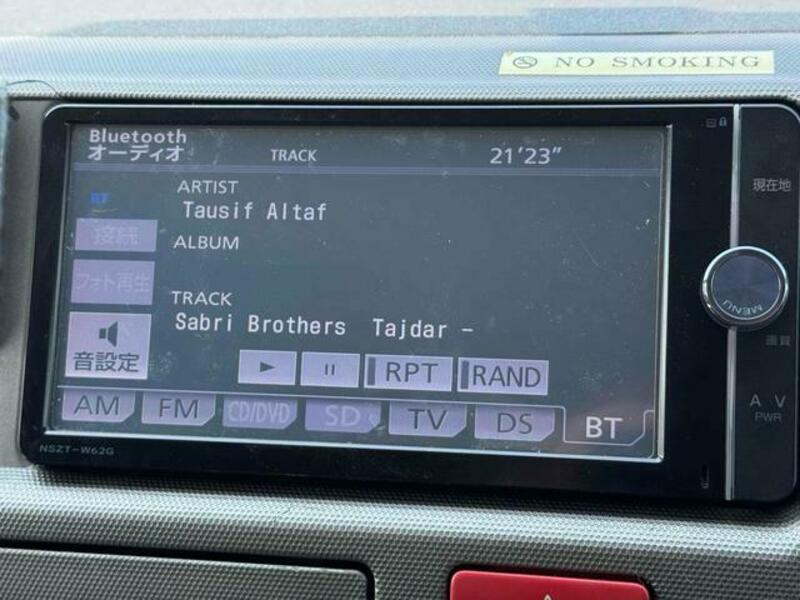 NO SMOKING
Bluetooth
オーディオ
TRACK
21'23"
現在地
ARTIST
Tausif Altaf
BT
接続
ALBUM
フォト再生
MENU
TRACK
Sabri Brothers Tajdar -
音設定
画質
RPT
RAND
AM
FM
CD/DVD
SD
TV
DS
BT
AV
PWR
NSZT-W62G